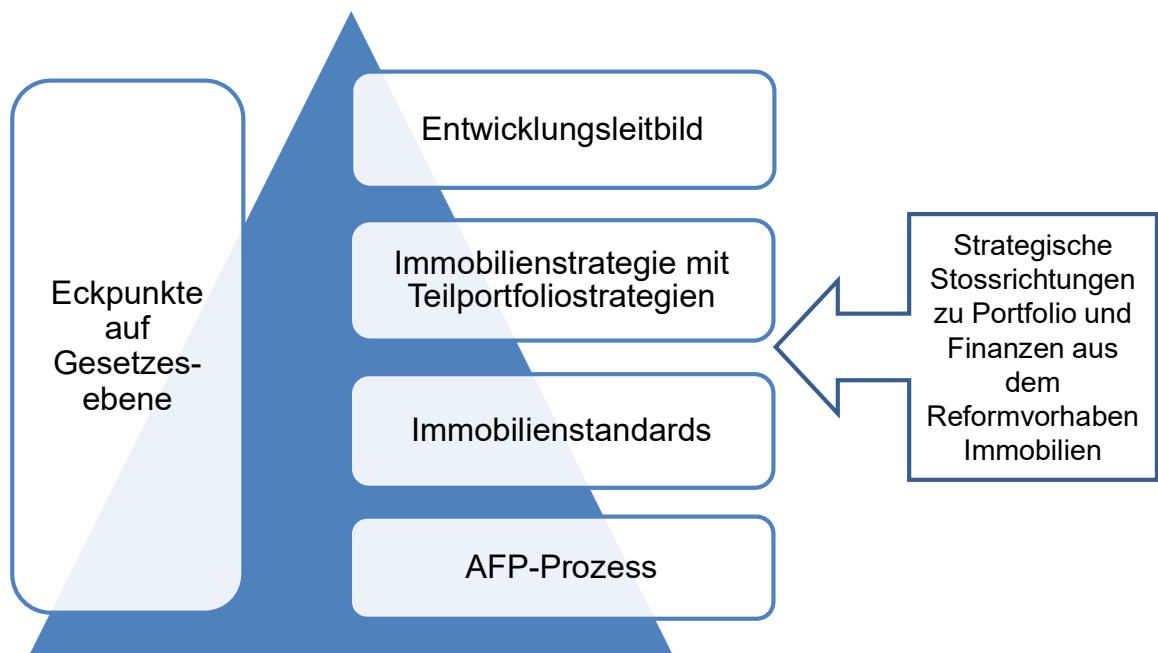 Eckpunkte
auf
Gesetzes-
ebene
Entwicklungsleitbild
Immobilienstrategie mit
Teilportfoliostrategien
Immobilienstandards
AFP-Prozess
Strategische
Stossrichtungen
zu Portfolio und
Finanzen aus
dem
Reformvorhaben
Immobilien